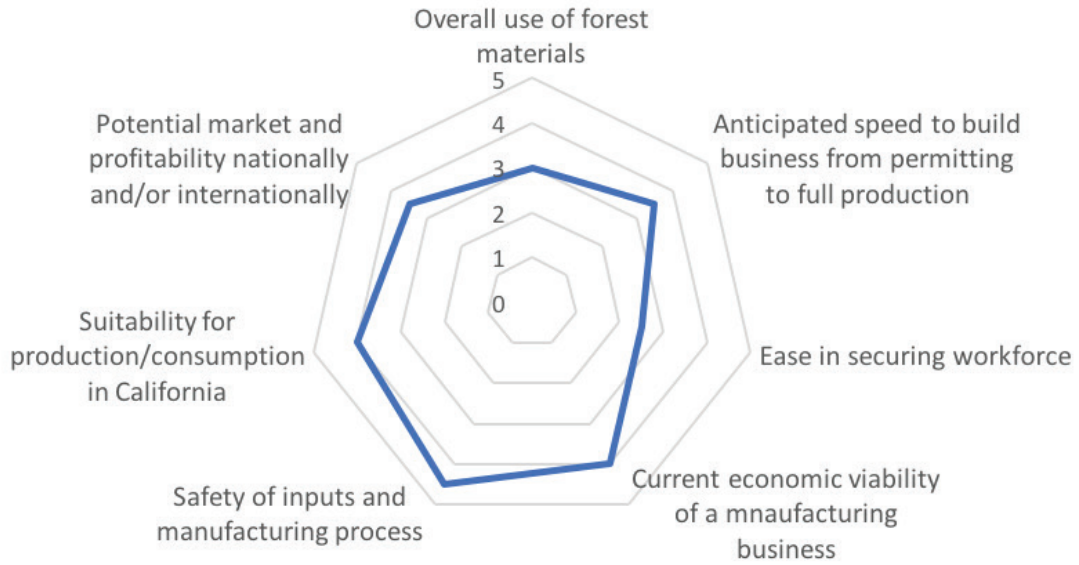 Overall use of forest
materials
5
4
3
2
1
0
Anticipated speed to build
business from permitting
to full production
Ease in securing workforce
Current economic viability
of a mnaufacturing
business
Safety of inputs and
manufacturing process
Suitability for
production/consumption
in California
Potential market and
profitability nationally
and/or internationally